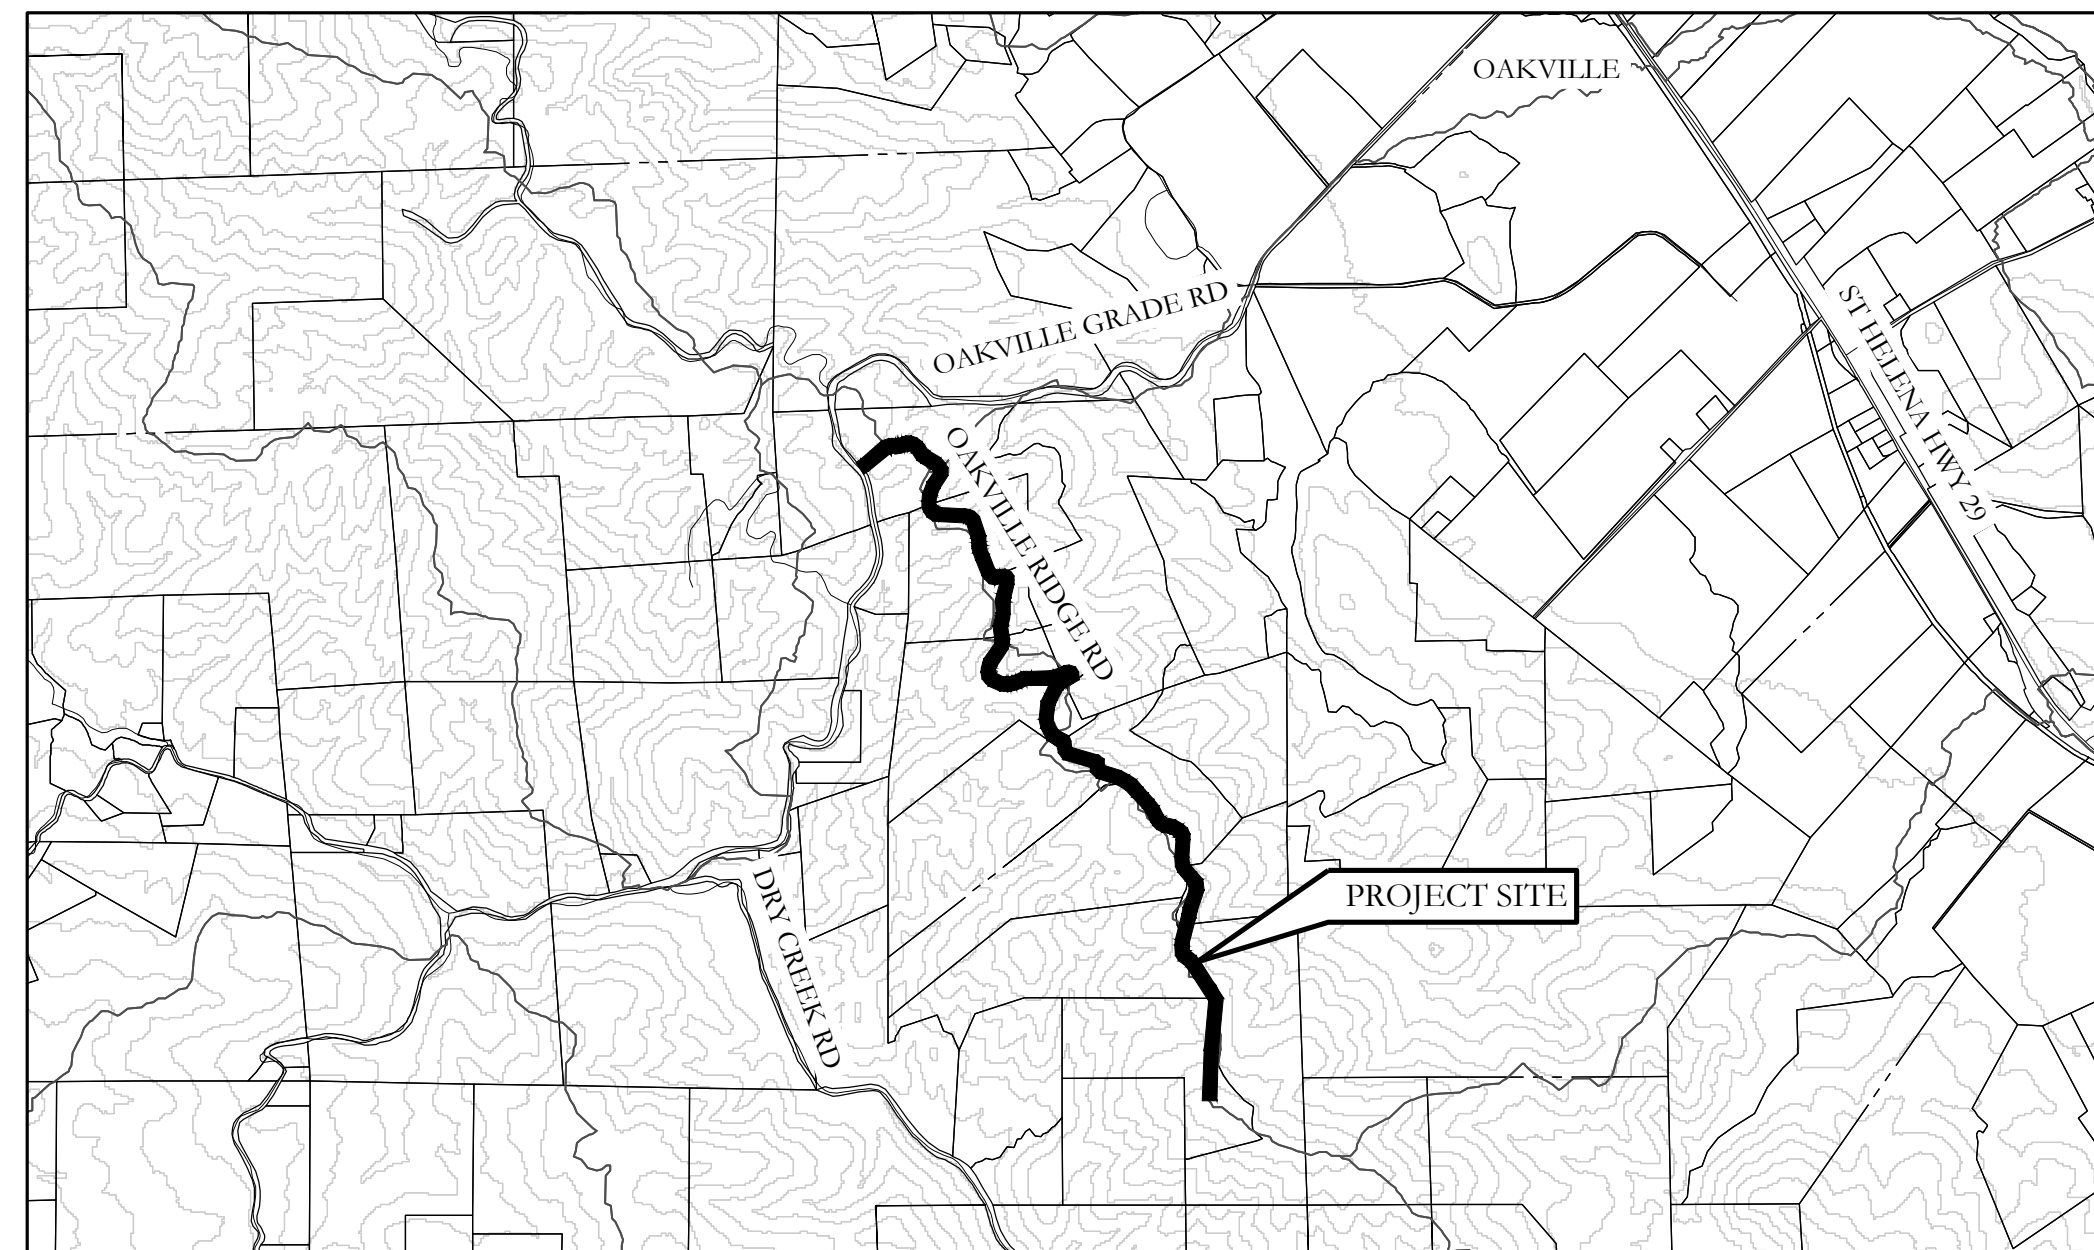 OAKVILLE
OAKVILLE GRADE RD
ST HELENA HWY 29
OAKVILLE RIDGE RD
PROJECT SITE
DRY CREEK RD